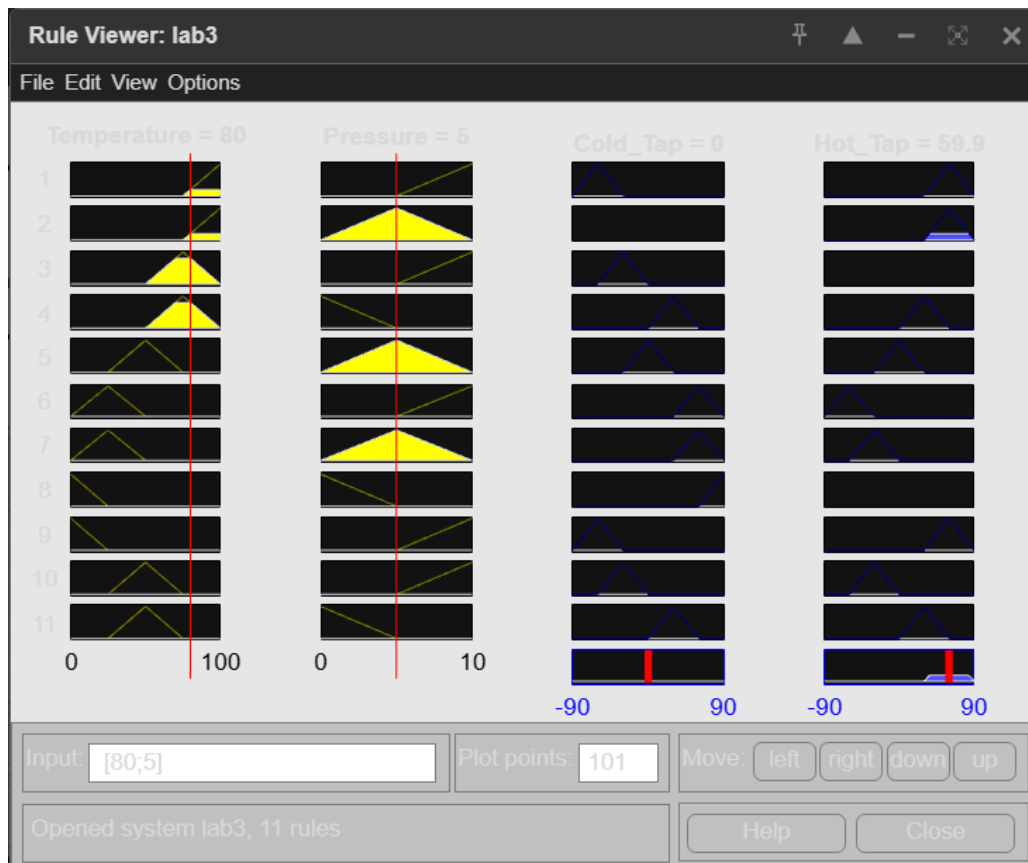 Rule Viewer: lab3
File Edit View Options
Temperature = 80 Pressure = 5 Cold_Tap = 0 Hot_Tap = 59.9
1
2
3
4
5
6
7
8
9
10
11
0 100 0 10
-90 90 -90 90
Input: [80;5] Plot points: 101 Move: left right down up
Opened system lab3, 11 rules Help Close